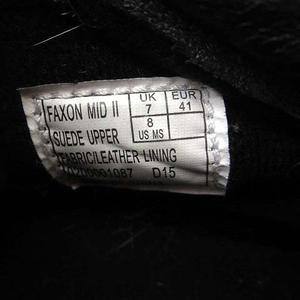 FAXON MID II UK EUR
7 41
SUEDE UPPER 8
US MS
FABRIC/LEATHER LINING
D15